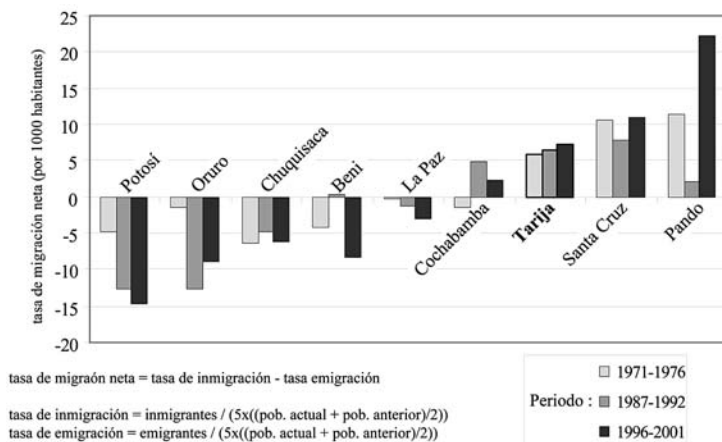 tasa de migración neta (por 1000 habitantes)
25
20
15
10
5
0
-5
-10
-15
-20
Potosí
Oruro
Chuquisaca
Beni
La Paz
Cochabamba
Tarija
Santa Cruz
Pando
tasa de migraón neta = tasa de inmigración - tasa emigración
tasa de inmigración = inmigrantes / (5x((pob. actual + pob. anterior)/2))
tasa de emigración = emigrantes / (5x((pob. actual + pob. anterior)/2))
Periodo :
1971-1976
1987-1992
1996-2001